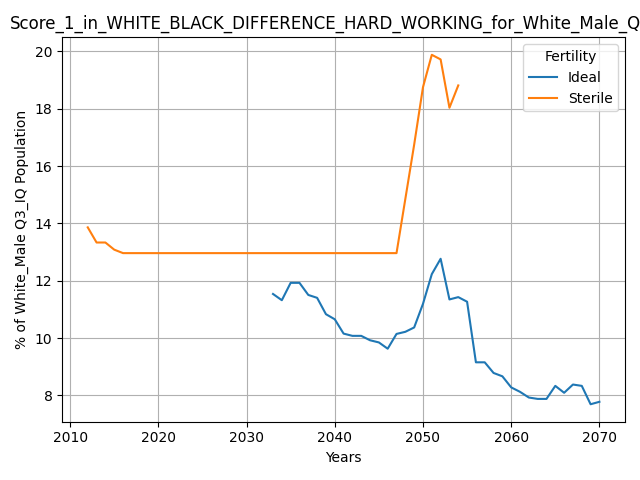 Score_1_in_WHITE_BLACK_DIFFERENCE_HARD_WORKING_for_White_Male_Q
20
18
16
14
12
10
8
% of White_Male Q3_IQ Population
Fertility
Ideal
Sterile
2010 2020 2030 2040 2050 2060 2070
Years